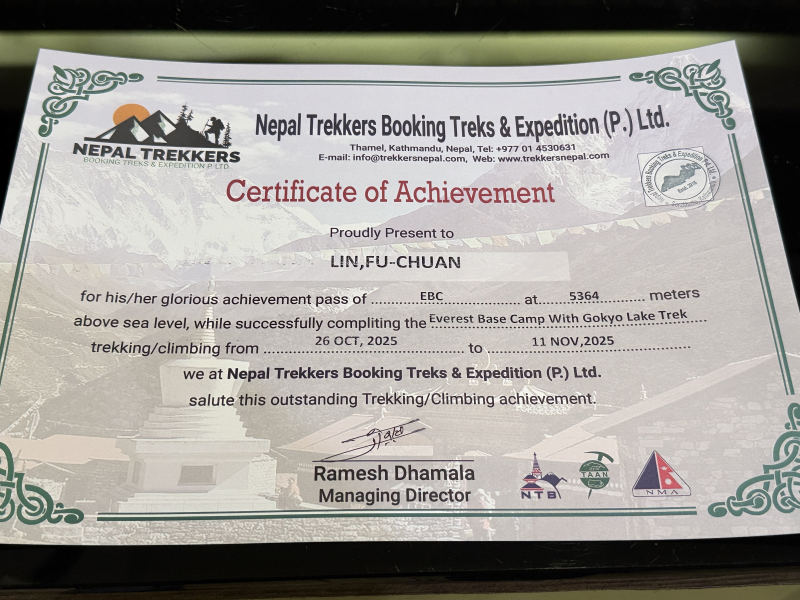 Nepal Trekkers Booking Treks & Expedition (P.) Ltd.
Thamel, Kathmandu, Nepal, Tel: +977 01 4530631
E-mail: info@trekkersnepal.com, Web: www.trekkersnepal.com
NEPAL TREKKERS
BOOKING TREKS & EXPEDITION P. LTD.
Certificate of Achievement
Proudly Present to
LIN,FU-CHUAN
for his/her glorious achievement pass of ........EBC........ at....5364.... meters
above sea level, while successfully compliting the Everest Base Camp With Gokyo Lake Trek
trekking/climbing from ....26 OCT, 2025.... to ....11 NOV,2025....
we at Nepal Trekkers Booking Treks & Expedition (P.) Ltd.
salute this outstanding Trekking/Climbing achievement.
Ramesh Dhamala
Managing Director
NTB
TAAN
NMA